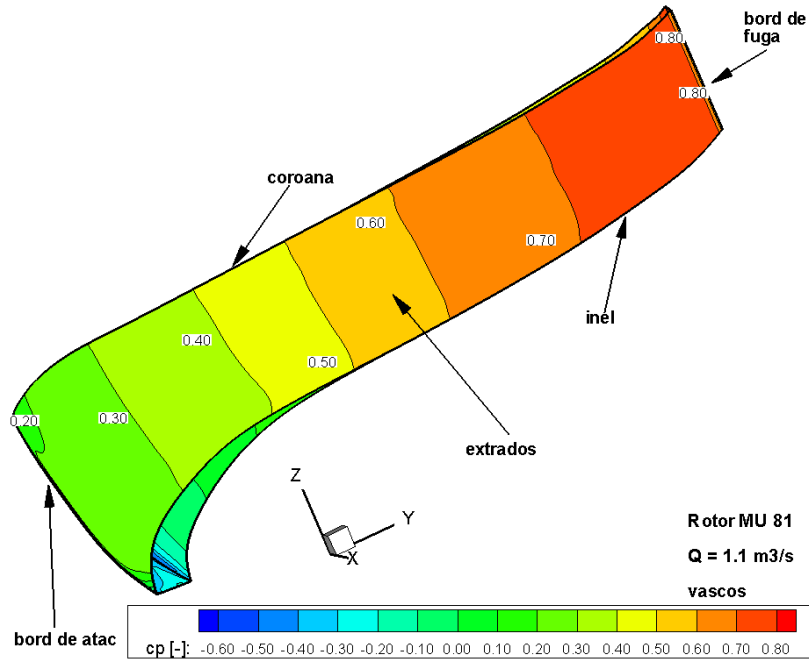 bord de
fuga
0.80
0.80
coroana
0.60
0.70
inel
0.40
0.50
0.30
0.20
extrados
Z
Y
X
Rotor MU 81
Q = 1.1 m3/s
vascos
bord de atac
cp [-]: -0.60 -0.50 -0.40 -0.30 -0.20 -0.10 0.00 0.10 0.20 0.30 0.40 0.50 0.60 0.70 0.80